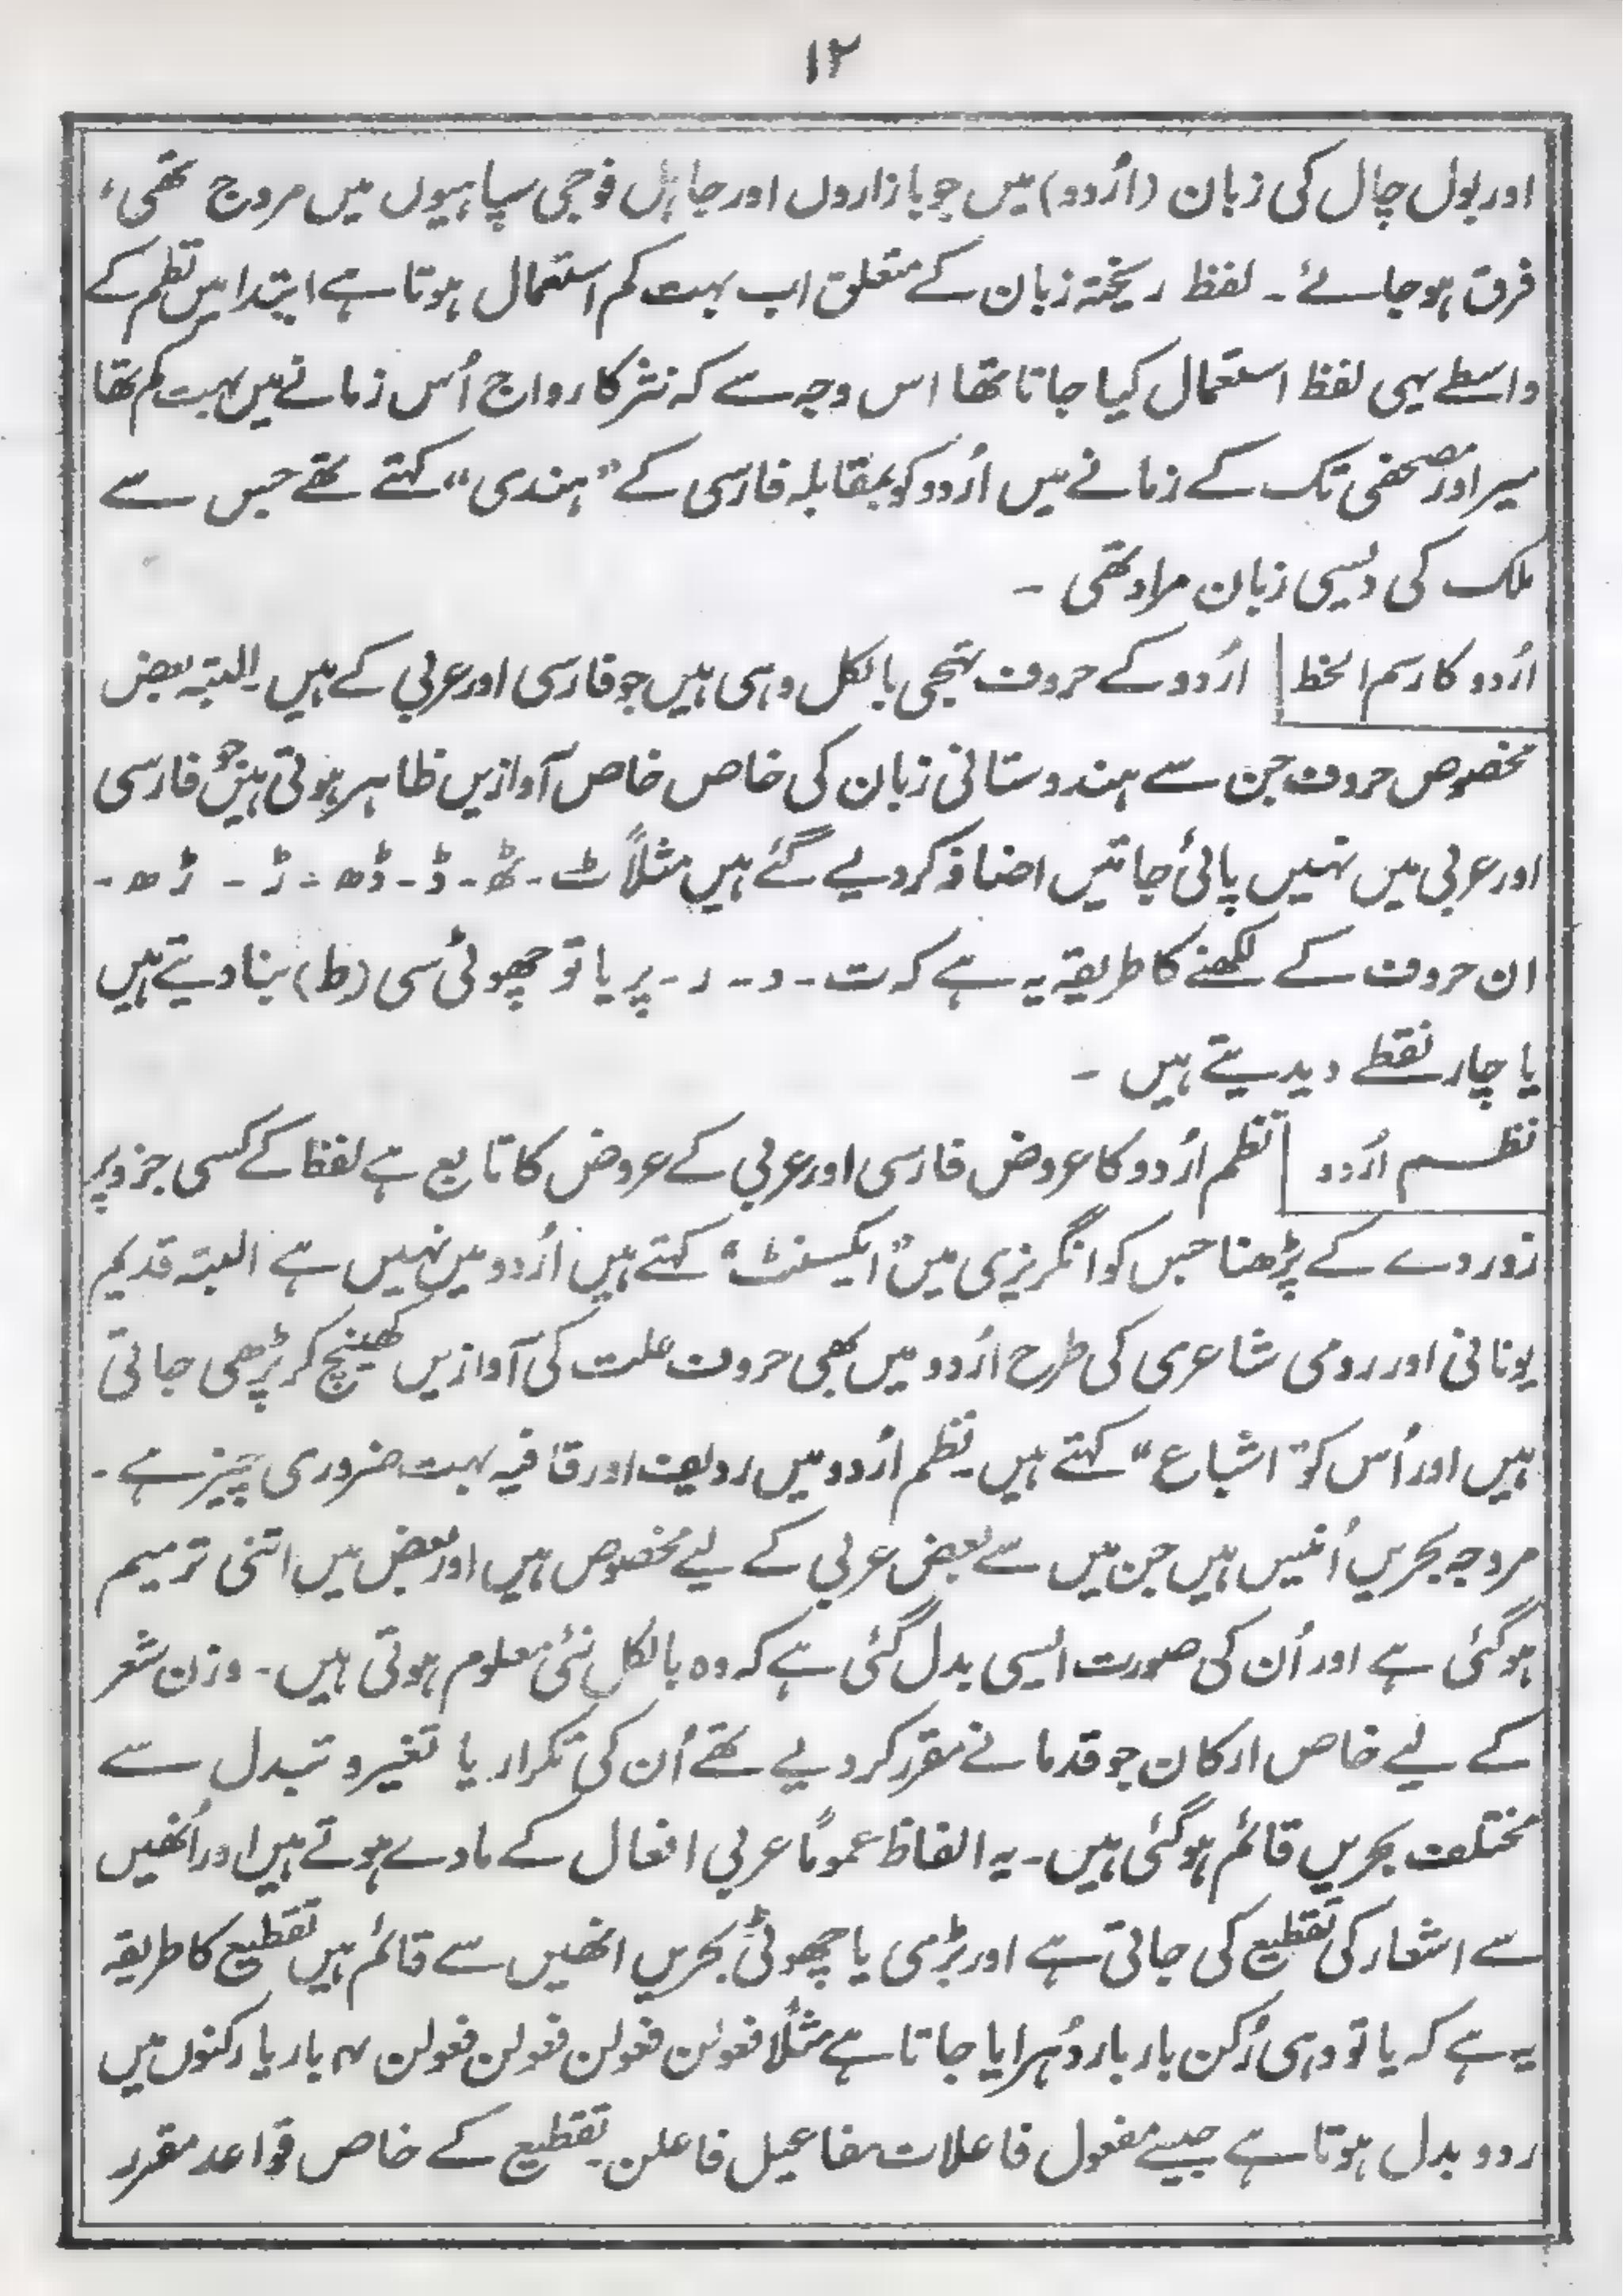 ۱۲
اور بول چال کی زبان (اُردو) میں جو بازاروں اور جاہل فوجی سپاہیوں میں مروج تھی،
فرق ہو جائے۔ لفظ ریختہ زبان کے متعلق اب بہت کم استعمال ہوتا ہے ابتدا میں نظم کے
واسطے یہی لفظ استعمال کیا جاتا تھا اس وجہ سے کہ نثر کا رواج اُس زمانے میں بہت کم تھا
میر اور مصحفی تک کے زمانے میں اُردو کو بمقابلہ فارسی کے ”ہندی“ کہتے تھے جس سے
ملک کی دیسی زبان مراد تھی ۔
اُردو کا رسم الخط اُردو کے حروف تہجی بالکل وہی ہیں جو فارسی اور عربی کے ہیں۔ البتہ بعض
مخصوص حروف جن سے ہندوستانی زبان کی خاص خاص آوازیں ظاہر ہوتی ہیں جو فارسی
اور عربی میں نہیں پائی جاتیں اضافہ کر دیے گئے ہیں مثلاً ٹ۔ ٹھ۔ ڈ۔ ڈھ۔ ڑ۔ ڑھ۔
ان حروف کے لکھنے کا طریقہ یہ ہے کہ ت۔ د۔ ر۔ پر یا تو چھوٹی سی (ط) بنا دیتے ہیں
یا چار نقطے دیدیتے ہیں ۔
نظم اُردو نظم اُردو کا عروض فارسی اور عربی کے عروض کا تابع ہے لفظ کے کسی جزو پر
زور دے کے پڑھنا جس کو انگریزی میں ”ایکسنٹ“ کہتے ہیں اُردو میں نہیں ہے البتہ قدیم
یونانی اور رومی شاعری کی طرح اُردو میں بھی حروف علت کی آوازیں کھینچ کر پڑھی جاتی
ہیں اور اُس کو ”اشباع“ کہتے ہیں۔ نظم اُردو میں ردیف اور قافیہ بہت ضروری چیز ہے۔
مروجہ بحریں اُنیس ہیں جن میں سے بعض عربی کے لیے مخصوص ہیں اور بعض میں اتنی ترمیم
ہو گئی ہے اور اُن کی صورت ایسی بدل گئی ہے کہ وہ بالکل نئی معلوم ہوتی ہیں۔ وزن شعر
کے لیے خاص ارکان جو قدما نے مقرر کر دیے تھے اُن کی تکرار یا تغیر و تبدل سے
مختلف بحریں قائم ہو گئی ہیں۔ یہ الفاظ عموماً عربی افعال کے مادے ہوتے ہیں اور اُنھیں
سے اشعار کی تقطیع کی جاتی ہے اور بڑی یا چھوٹی بحریں انھیں سے قائم ہیں تقطیع کا طریقہ
یہ ہے کہ یا تو وہی رُکن بار بار دُہرایا جاتا ہے مثلاً فعولن فعولن فعولن فعولن ۴ بار یا رکنوں میں
ردو بدل ہوتا ہے جیسے مفعول فاعلات مفاعیل فاعلن۔ تقطیع کے خاص قواعد مقرر